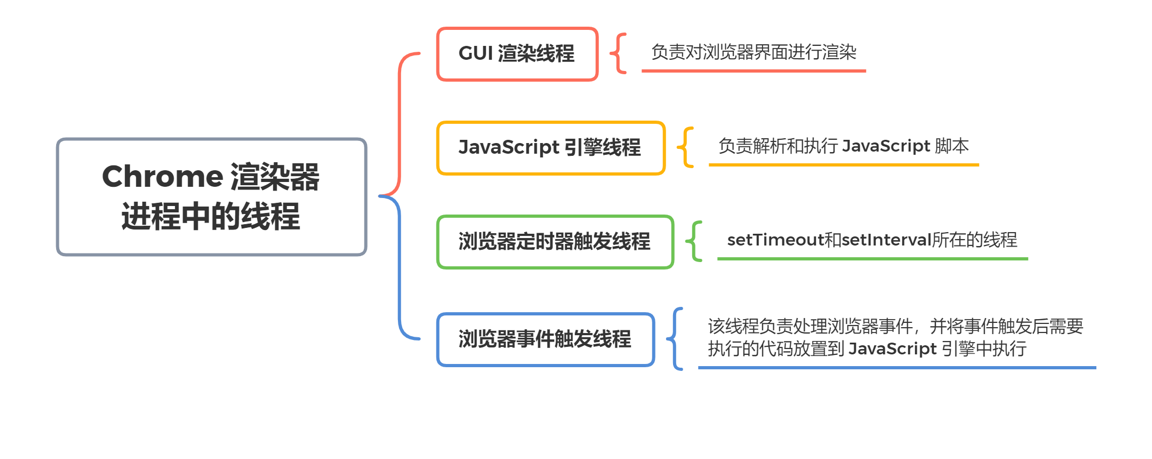 Chrome 渲染器
进程中的线程
GUI 渲染线程
负责对浏览器界面进行渲染
JavaScript 引擎线程
负责解析和执行 JavaScript 脚本
浏览器定时器触发线程
setTimeout和setInterval所在的线程
浏览器事件触发线程
该线程负责处理浏览器事件，并将事件触发后需要
执行的代码放置到 JavaScript 引擎中执行